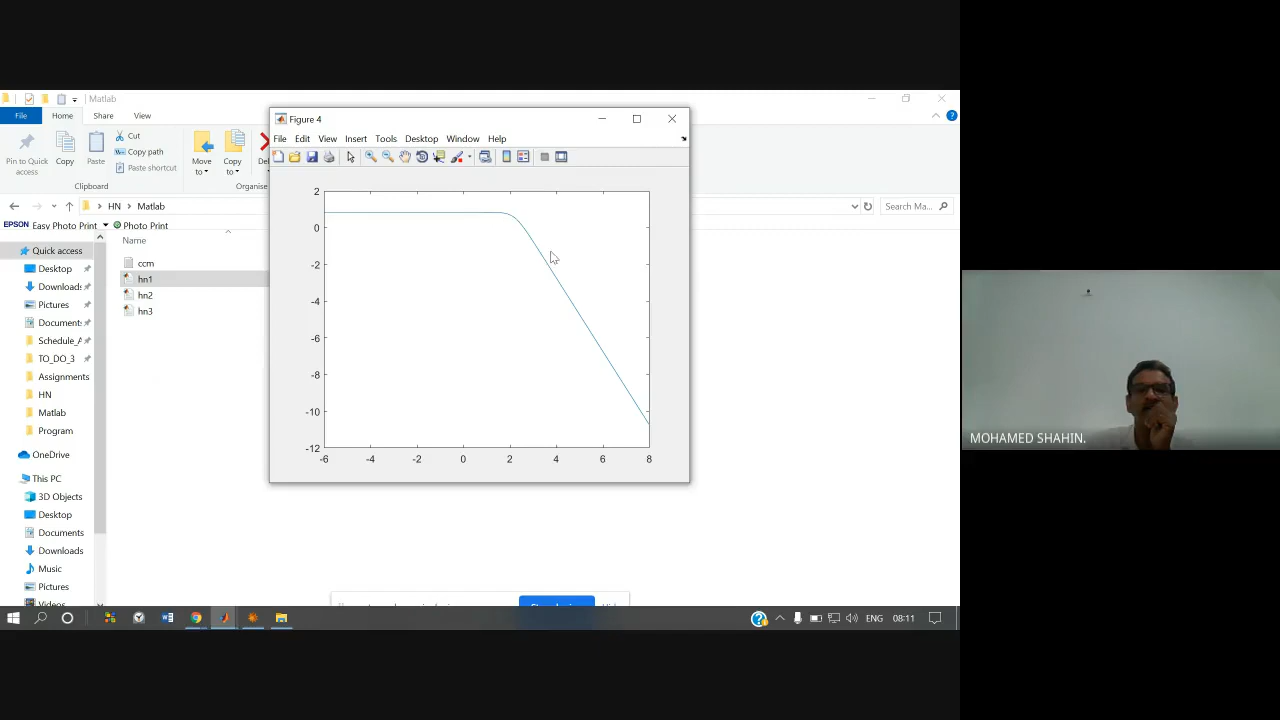 Matlab
File
Home
Share
View
Pin to Quick
access
Copy
Paste
Cut
Copy path
Paste shortcut
Clipboard
Move
to
Copy
to
Organise
HN
Matlab
Search Ma...
EPSON
Easy Photo Print
Photo Print
Name
Quick access
Desktop
Downloads
Pictures
Documents
Schedule_A
TO_DO_3
Assignments
HN
Matlab
Program
OneDrive
This PC
3D Objects
Desktop
Documents
Downloads
Music
Pictures
Videos
ccm
hn1
hn2
hn3
Figure 4
File Edit View Insert Tools Desktop Window Help
2
0
-2
-4
-6
-8
-10
-12
-6 -4 -2 0 2 4 6 8
ENG
08:11
MOHAMED SHAHIN.